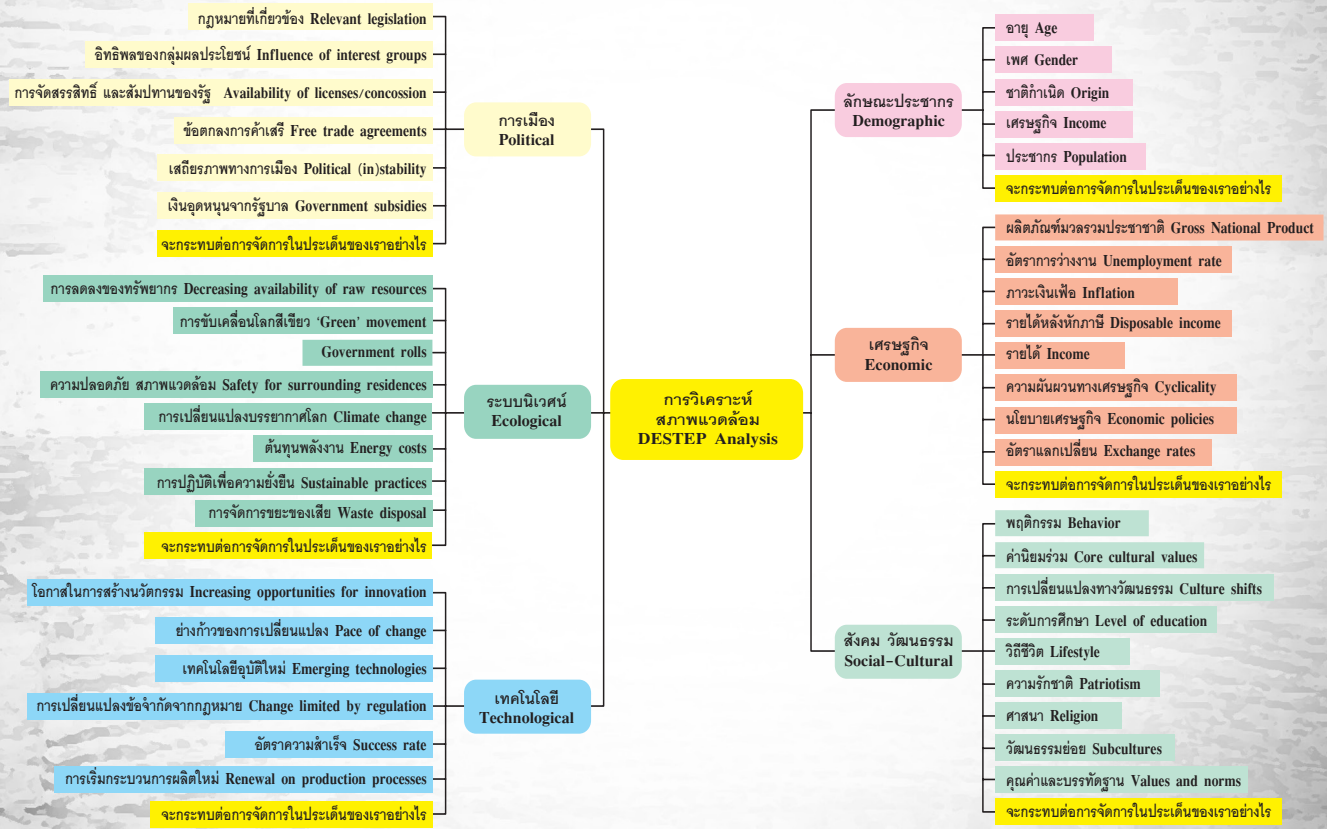 การวิเคราะห์
สภาพแวดล้อม
DESTEP Analysis
การเมือง
Political
กฎหมายที่เกี่ยวข้อง Relevant legislation
อิทธิพลของกลุ่มผลประโยชน์ Influence of interest groups
การจัดสรรสิทธิ์ และสัมปทานของรัฐ Availability of licenses/concossion
ข้อตกลงการค้าเสรี Free trade agreements
เสถียรภาพทางการเมือง Political (in)stability
เงินอุดหนุนจากรัฐบาล Government subsidies
จะกระทบต่อการจัดการในประเด็นของเราอย่างไร
ระบบนิเวศน์
Ecological
การลดลงของทรัพยากร Decreasing availability of raw resources
การขับเคลื่อนโลกสีเขียว ‘Green’ movement
Government rolls
ความปลอดภัย สภาพแวดล้อม Safety for surrounding residences
การเปลี่ยนแปลงบรรยากาศโลก Climate change
ต้นทุนพลังงาน Energy costs
การปฏิบัติเพื่อความยั่งยืน Sustainable practices
การจัดการขยะของเสีย Waste disposal
จะกระทบต่อการจัดการในประเด็นของเราอย่างไร
เทคโนโลยี
Technological
โอกาสในการสร้างนวัตกรรม Increasing opportunities for innovation
ย่างก้าวของการเปลี่ยนแปลง Pace of change
เทคโนโลยีอุบัติใหม่ Emerging technologies
การเปลี่ยนแปลงข้อจำกัดจากกฎหมาย Change limited by regulation
อัตราความสำเร็จ Success rate
การเริ่มกระบวนการผลิตใหม่ Renewal on production processes
จะกระทบต่อการจัดการในประเด็นของเราอย่างไร
ลักษณะประชากร
Demographic
อายุ Age
เพศ Gender
ชาติกำเนิด Origin
เศรษฐกิจ Income
ประชากร Population
จะกระทบต่อการจัดการในประเด็นของเราอย่างไร
เศรษฐกิจ
Economic
ผลิตภัณฑ์มวลรวมประชาชาติ Gross National Product
อัตราการว่างงาน Unemployment rate
ภาวะเงินเฟ้อ Inflation
รายได้หลังหักภาษี Disposable income
รายได้ Income
ความผันผวนทางเศรษฐกิจ Cyclicality
นโยบายเศรษฐกิจ Economic policies
อัตราแลกเปลี่ยน Exchange rates
จะกระทบต่อการจัดการในประเด็นของเราอย่างไร
สังคม วัฒนธรรม
Social-Cultural
พฤติกรรม Behavior
ค่านิยมร่วม Core cultural values
การเปลี่ยนแปลงทางวัฒนธรรม Culture shifts
ระดับการศึกษา Level of education
วิถีชีวิต Lifestyle
ความรักชาติ Patriotism
ศาสนา Religion
วัฒนธรรมย่อย Subcultures
คุณค่าและบรรทัดฐาน Values and norms
จะกระทบต่อการจัดการในประเด็นของเราอย่างไร